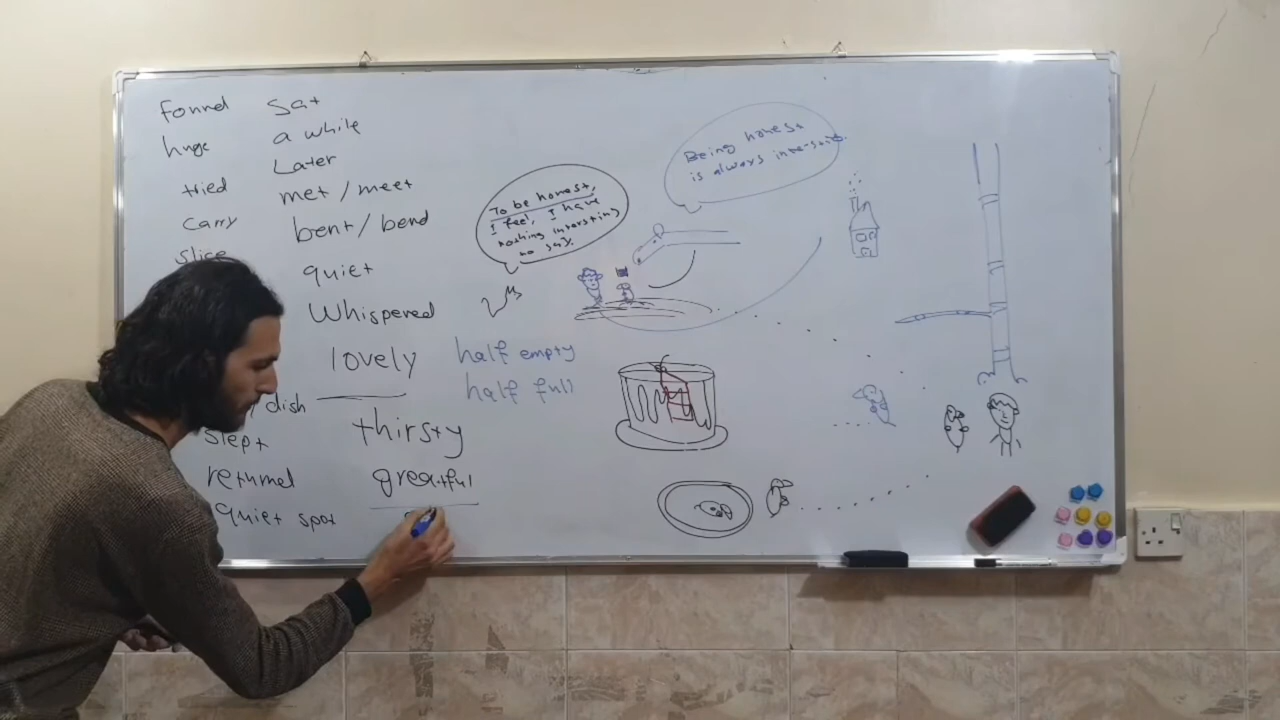 found
huge
tried
carry
slice
dish
slept
returned
quiet spot
sat
a while
Later
met / meet
bent / bend
quiet
Whispered
lovely
thirsty
greatful
half empty
half full
To be honest,
I feel, I have
nothing intersting
to say.
Being honest
is always intersting.